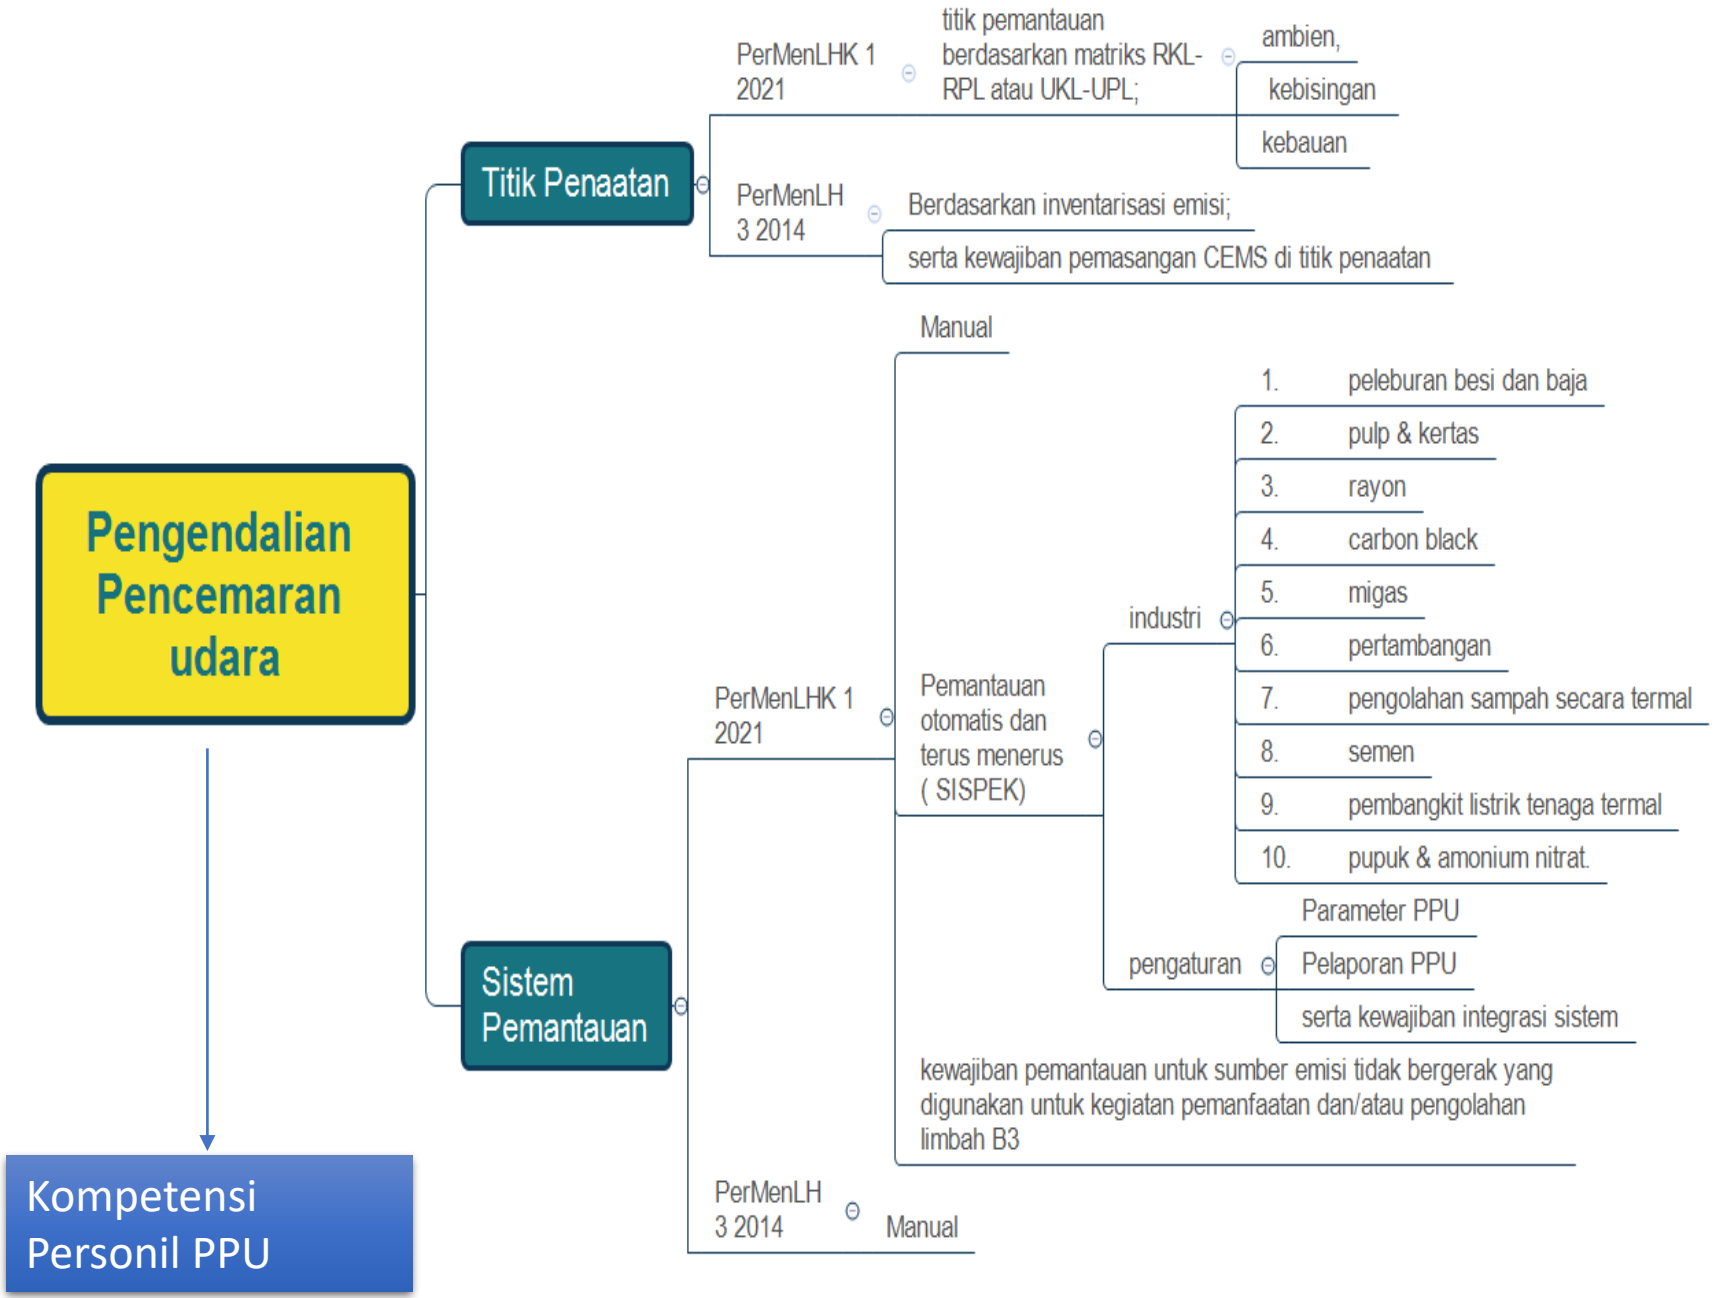 Pengendalian
Pencemaran
udara
Kompetensi
Personil PPU
Titik Penaatan
PerMenLHK 1
2021
titik pemantauan
berdasarkan matriks RKL-
RPL atau UKL-UPL;
ambien,
kebisingan
kebauan
PerMenLH
3 2014
Berdasarkan inventarisasi emisi;
serta kewajiban pemasangan CEMS di titik penaatan
Sistem
Pemantauan
PerMenLHK 1
2021
Manual
Pemantauan
otomatis dan
terus menerus
( SISPEK)
industri
1. peleburan besi dan baja
2. pulp & kertas
3. rayon
4. carbon black
5. migas
6. pertambangan
7. pengolahan sampah secara termal
8. semen
9. pembangkit listrik tenaga termal
10. pupuk & amonium nitrat.
pengaturan
Parameter PPU
Pelaporan PPU
serta kewajiban integrasi sistem
kewajiban pemantauan untuk sumber emisi tidak bergerak yang
digunakan untuk kegiatan pemanfaatan dan/atau pengolahan
limbah B3
PerMenLH
3 2014
Manual